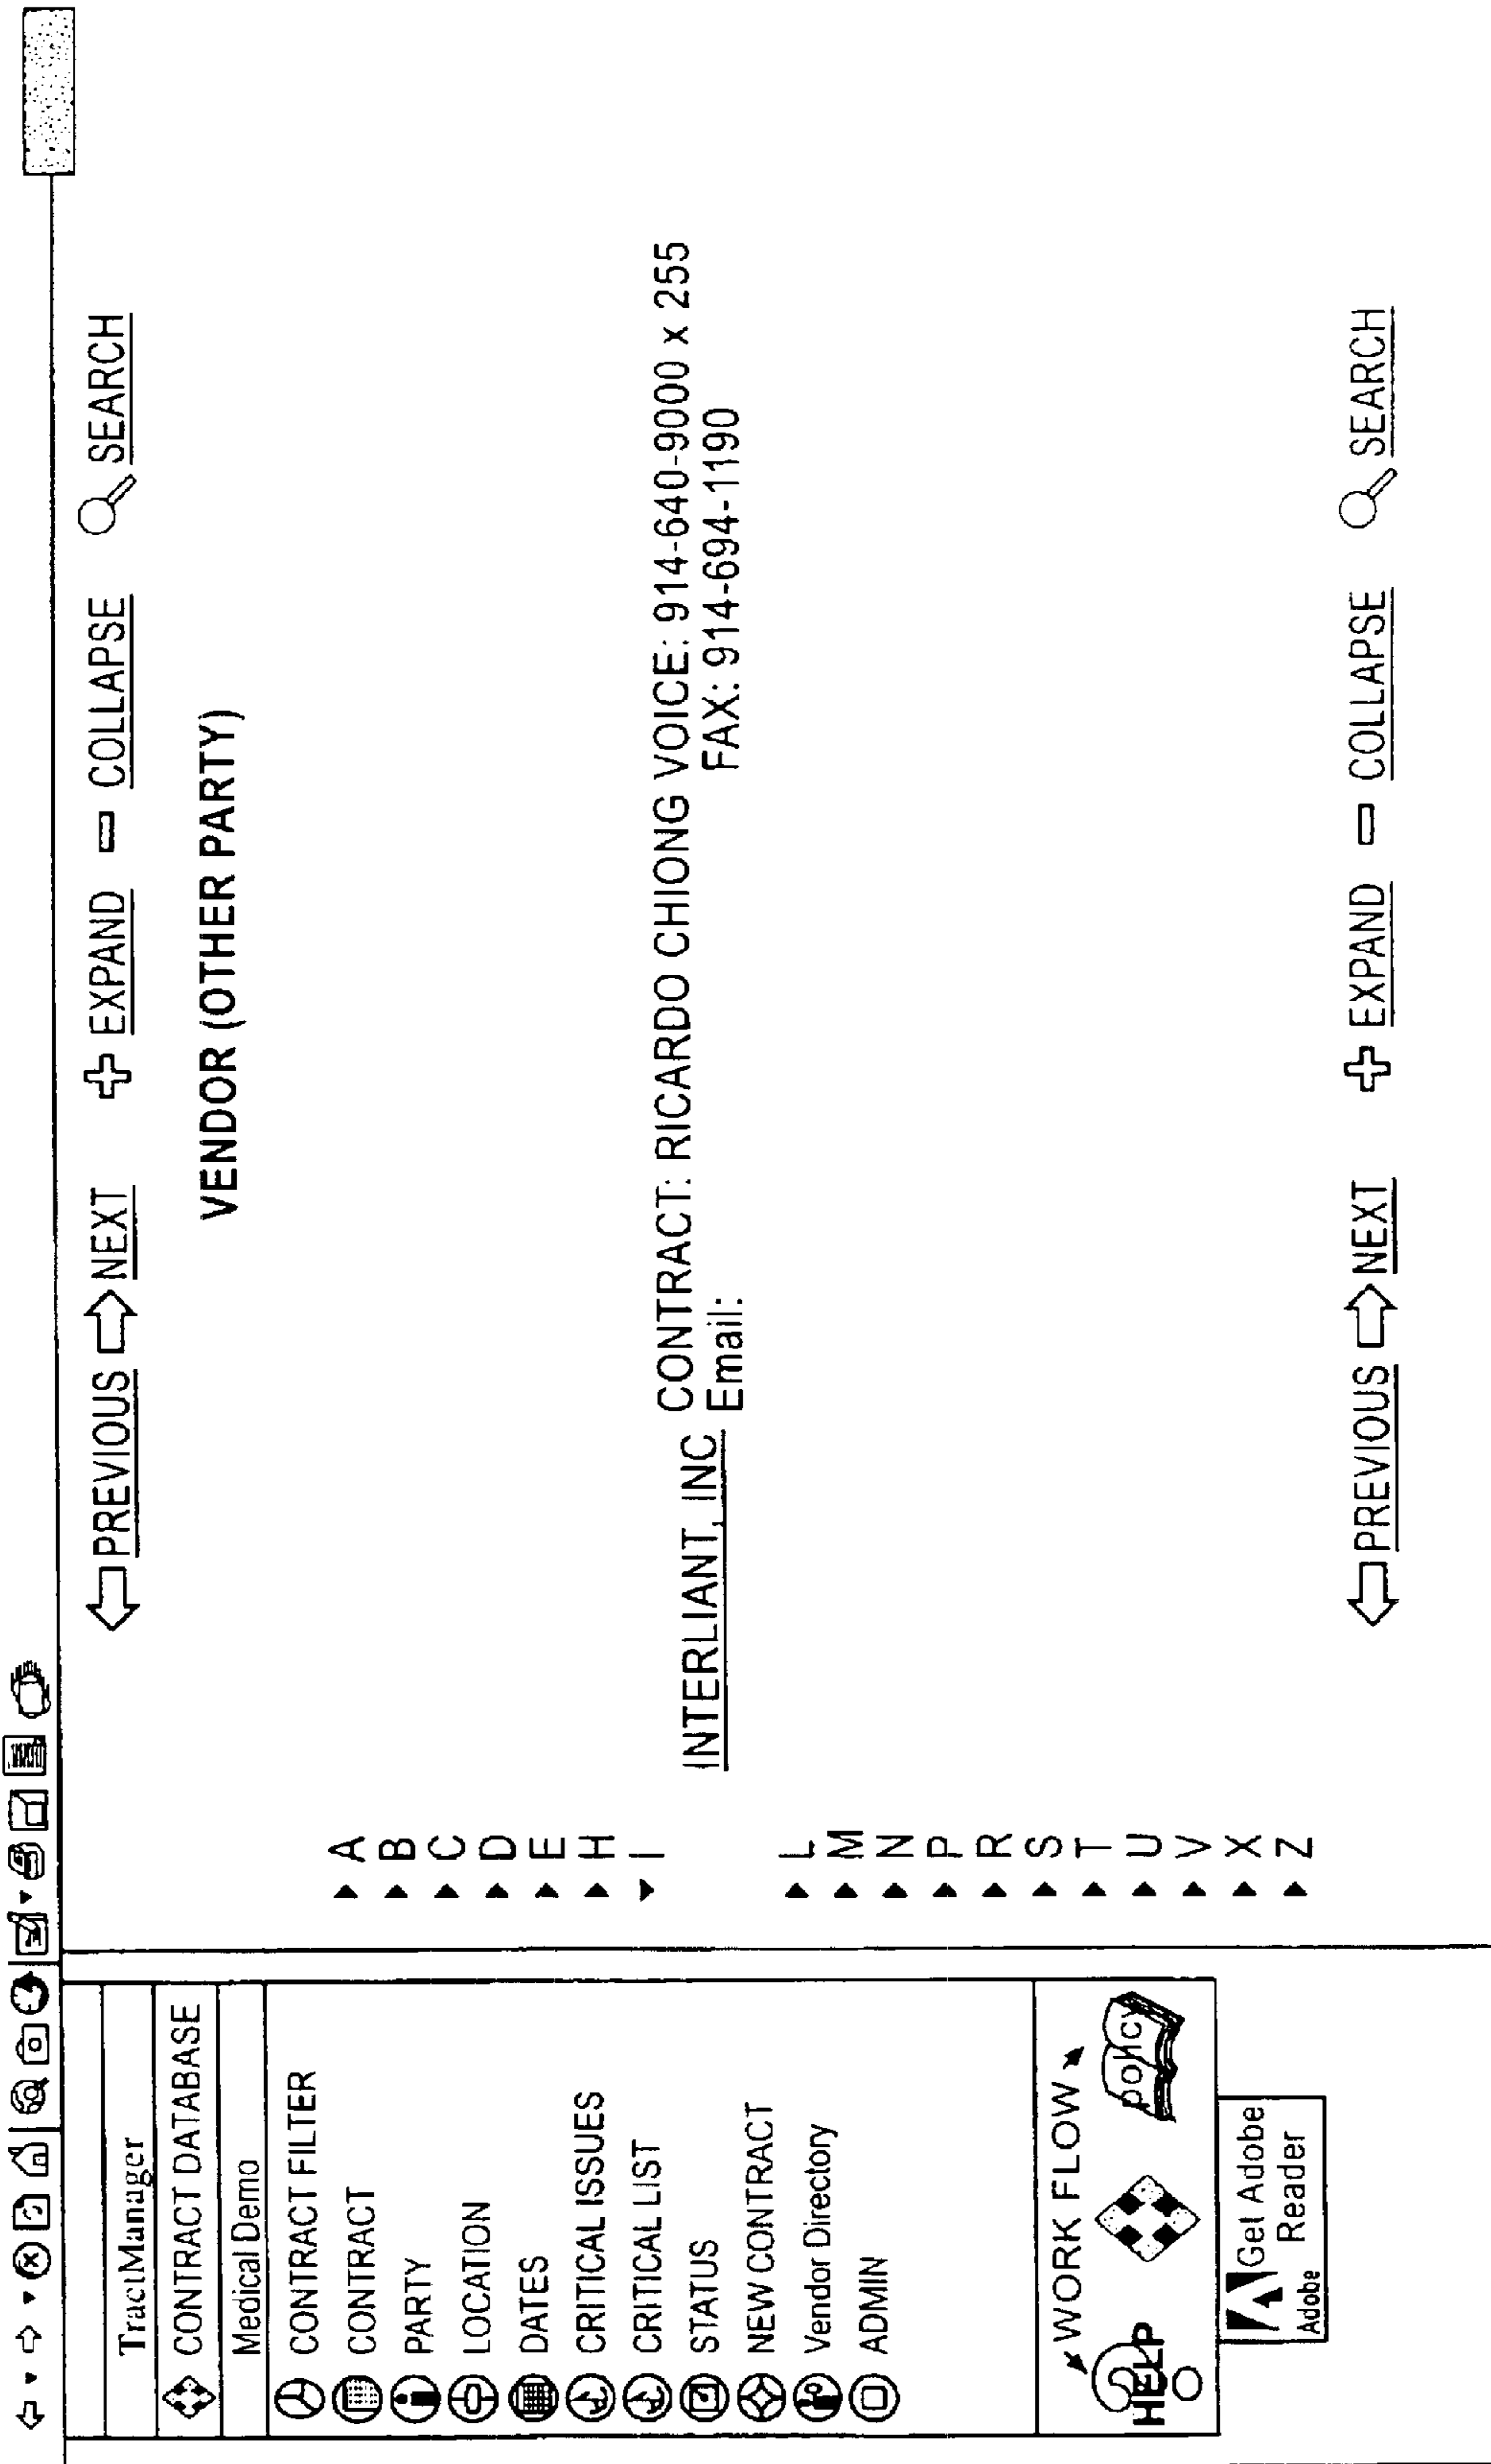 TractManager
CONTRACT DATABASE
Medical Demo
CONTRACT FILTER
CONTRACT
PARTY
LOCATION
DATES
CRITICAL ISSUES
CRITICAL LIST
STATUS
NEW CONTRACT
Vendor Directory
ADMIN
WORK FLOW
HELP
policy
Get Adobe
Reader
Adobe
PREVIOUS NEXT EXPAND COLLAPSE SEARCH
VENDOR (OTHER PARTY)
A
B
C
D
E
H
I
INTERLIANT, INC CONTRACT: RICARDO CHIONG VOICE: 914-640-9000 x 255
Email: FAX: 914-694-1190
L
M
N
P
R
S
T
U
V
X
Z
PREVIOUS NEXT EXPAND COLLAPSE SEARCH